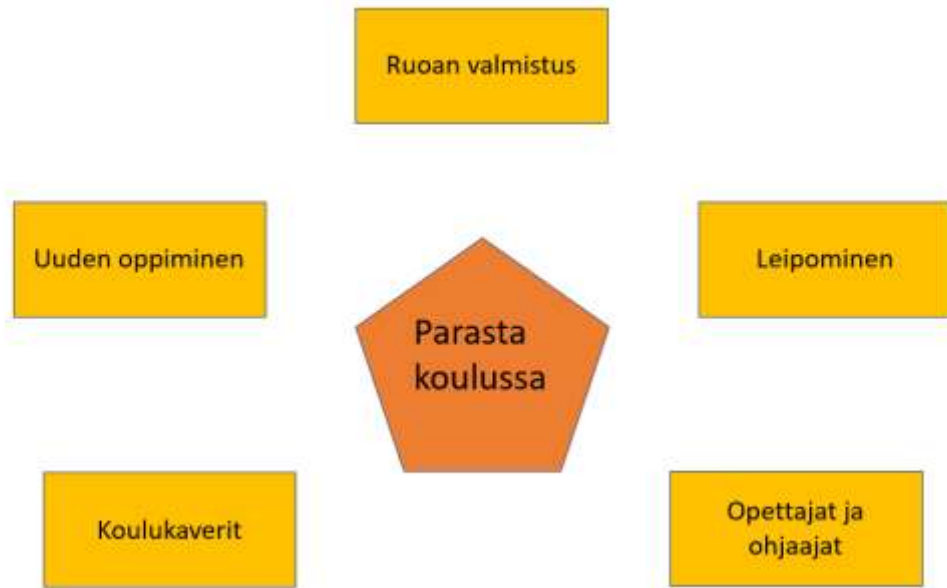 Ruoan valmistus
Uuden oppiminen
Leipominen
Parasta
koulussa
Koulukaverit
Opettajat ja
ohjaajat